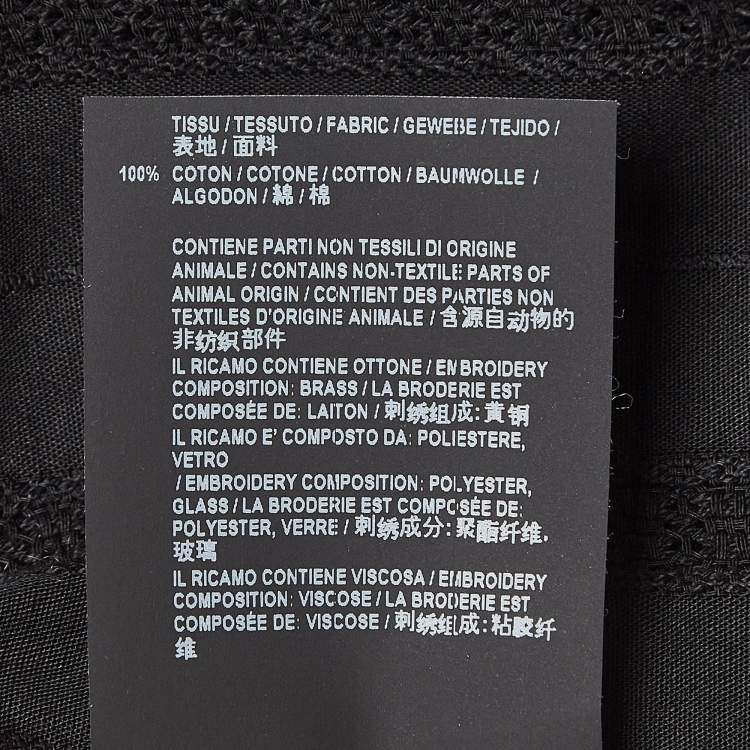 TISSU / TESSUTO / FABRIC / GEWEBE / TEJIDO /
表地 / 面料
100% COTON / COTONE / COTTON / BAUMWOLLE /
ALGODON / 綿 / 棉
CONTIENE PARTI NON TESSILI DI ORIGINE
ANIMALE / CONTAINS NON-TEXTILE PARTS OF
ANIMAL ORIGIN / CONTIENT DES PARTIES NON
TEXTILES D'ORIGINE ANIMALE / 含源自动物的
非纺织部件
IL RICAMO CONTIENE OTTONE / EMBROIDERY
COMPOSITION: BRASS / LA BRODERIE EST
COMPOSÉE DE: LAITON / 刺绣组成: 黄铜
IL RICAMO E' COMPOSTO DA: POLIESTERE,
VETRO
/ EMBROIDERY COMPOSITION: POLYESTER,
GLASS / LA BRODERIE EST COMPOSÉE DE:
POLYESTER, VERRE / 刺绣成分: 聚酯纤维,
玻璃
IL RICAMO CONTIENE VISCOSA / EMBROIDERY
COMPOSITION: VISCOSE / LA BRODERIE EST
COMPOSÉE DE: VISCOSE / 刺绣组成: 粘胶纤
维